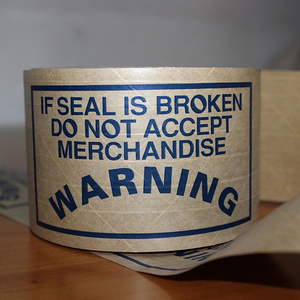 IF SEAL IS BROKEN
DO NOT ACCEPT
MERCHANDISE
WARNING